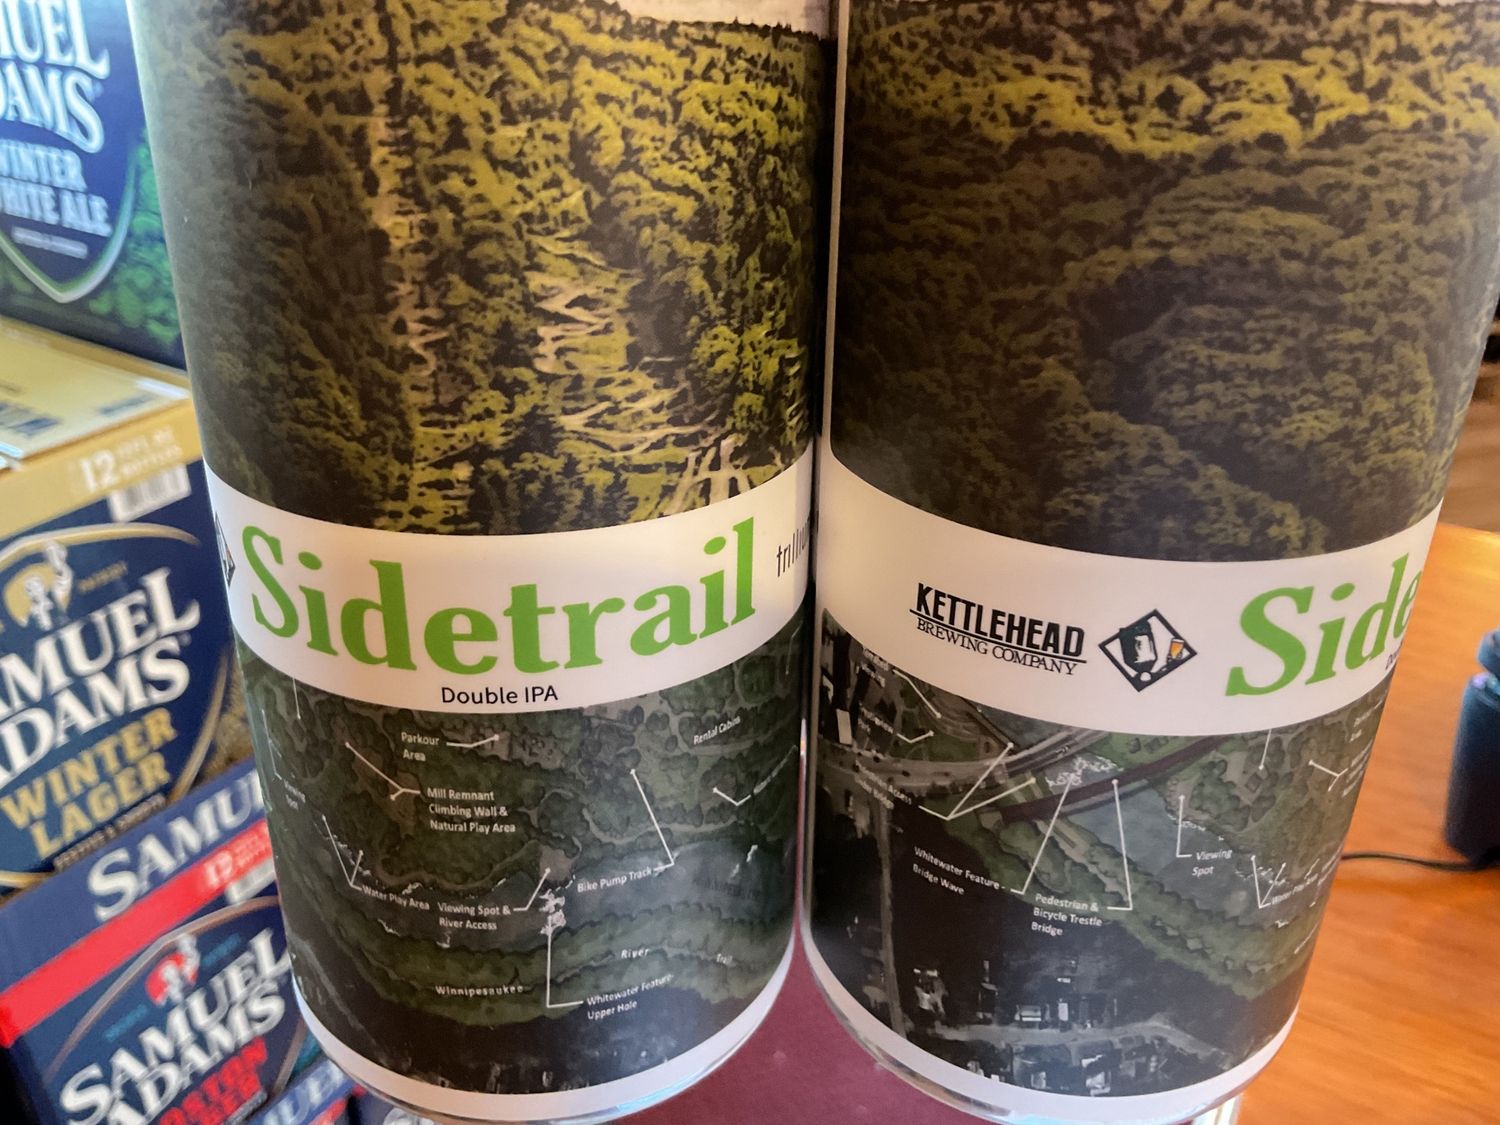 SAMUEL
ADAMS
WINTER
WHITE ALE
12
SAMUEL
ADAMS
WINTER
LAGER
SAMUEL
ADAMS
Sidetrail
Double IPA
Parkour
Area
Rental Cabins
Mill Remnant
Climbing Wall &
Natural Play Area
Bike Pump Track
Water Play Area
Viewing Spot &
River Access
River
Trail
Winnipesaukee
Whitewater Feature-
Upper Hole
KETTLEHEAD
BREWING COMPANY
Side
Whitewater Feature -
Bridge Wave
Pedestrian &
Bicycle Trestle
Bridge
Viewing
Spot
Water Play Area